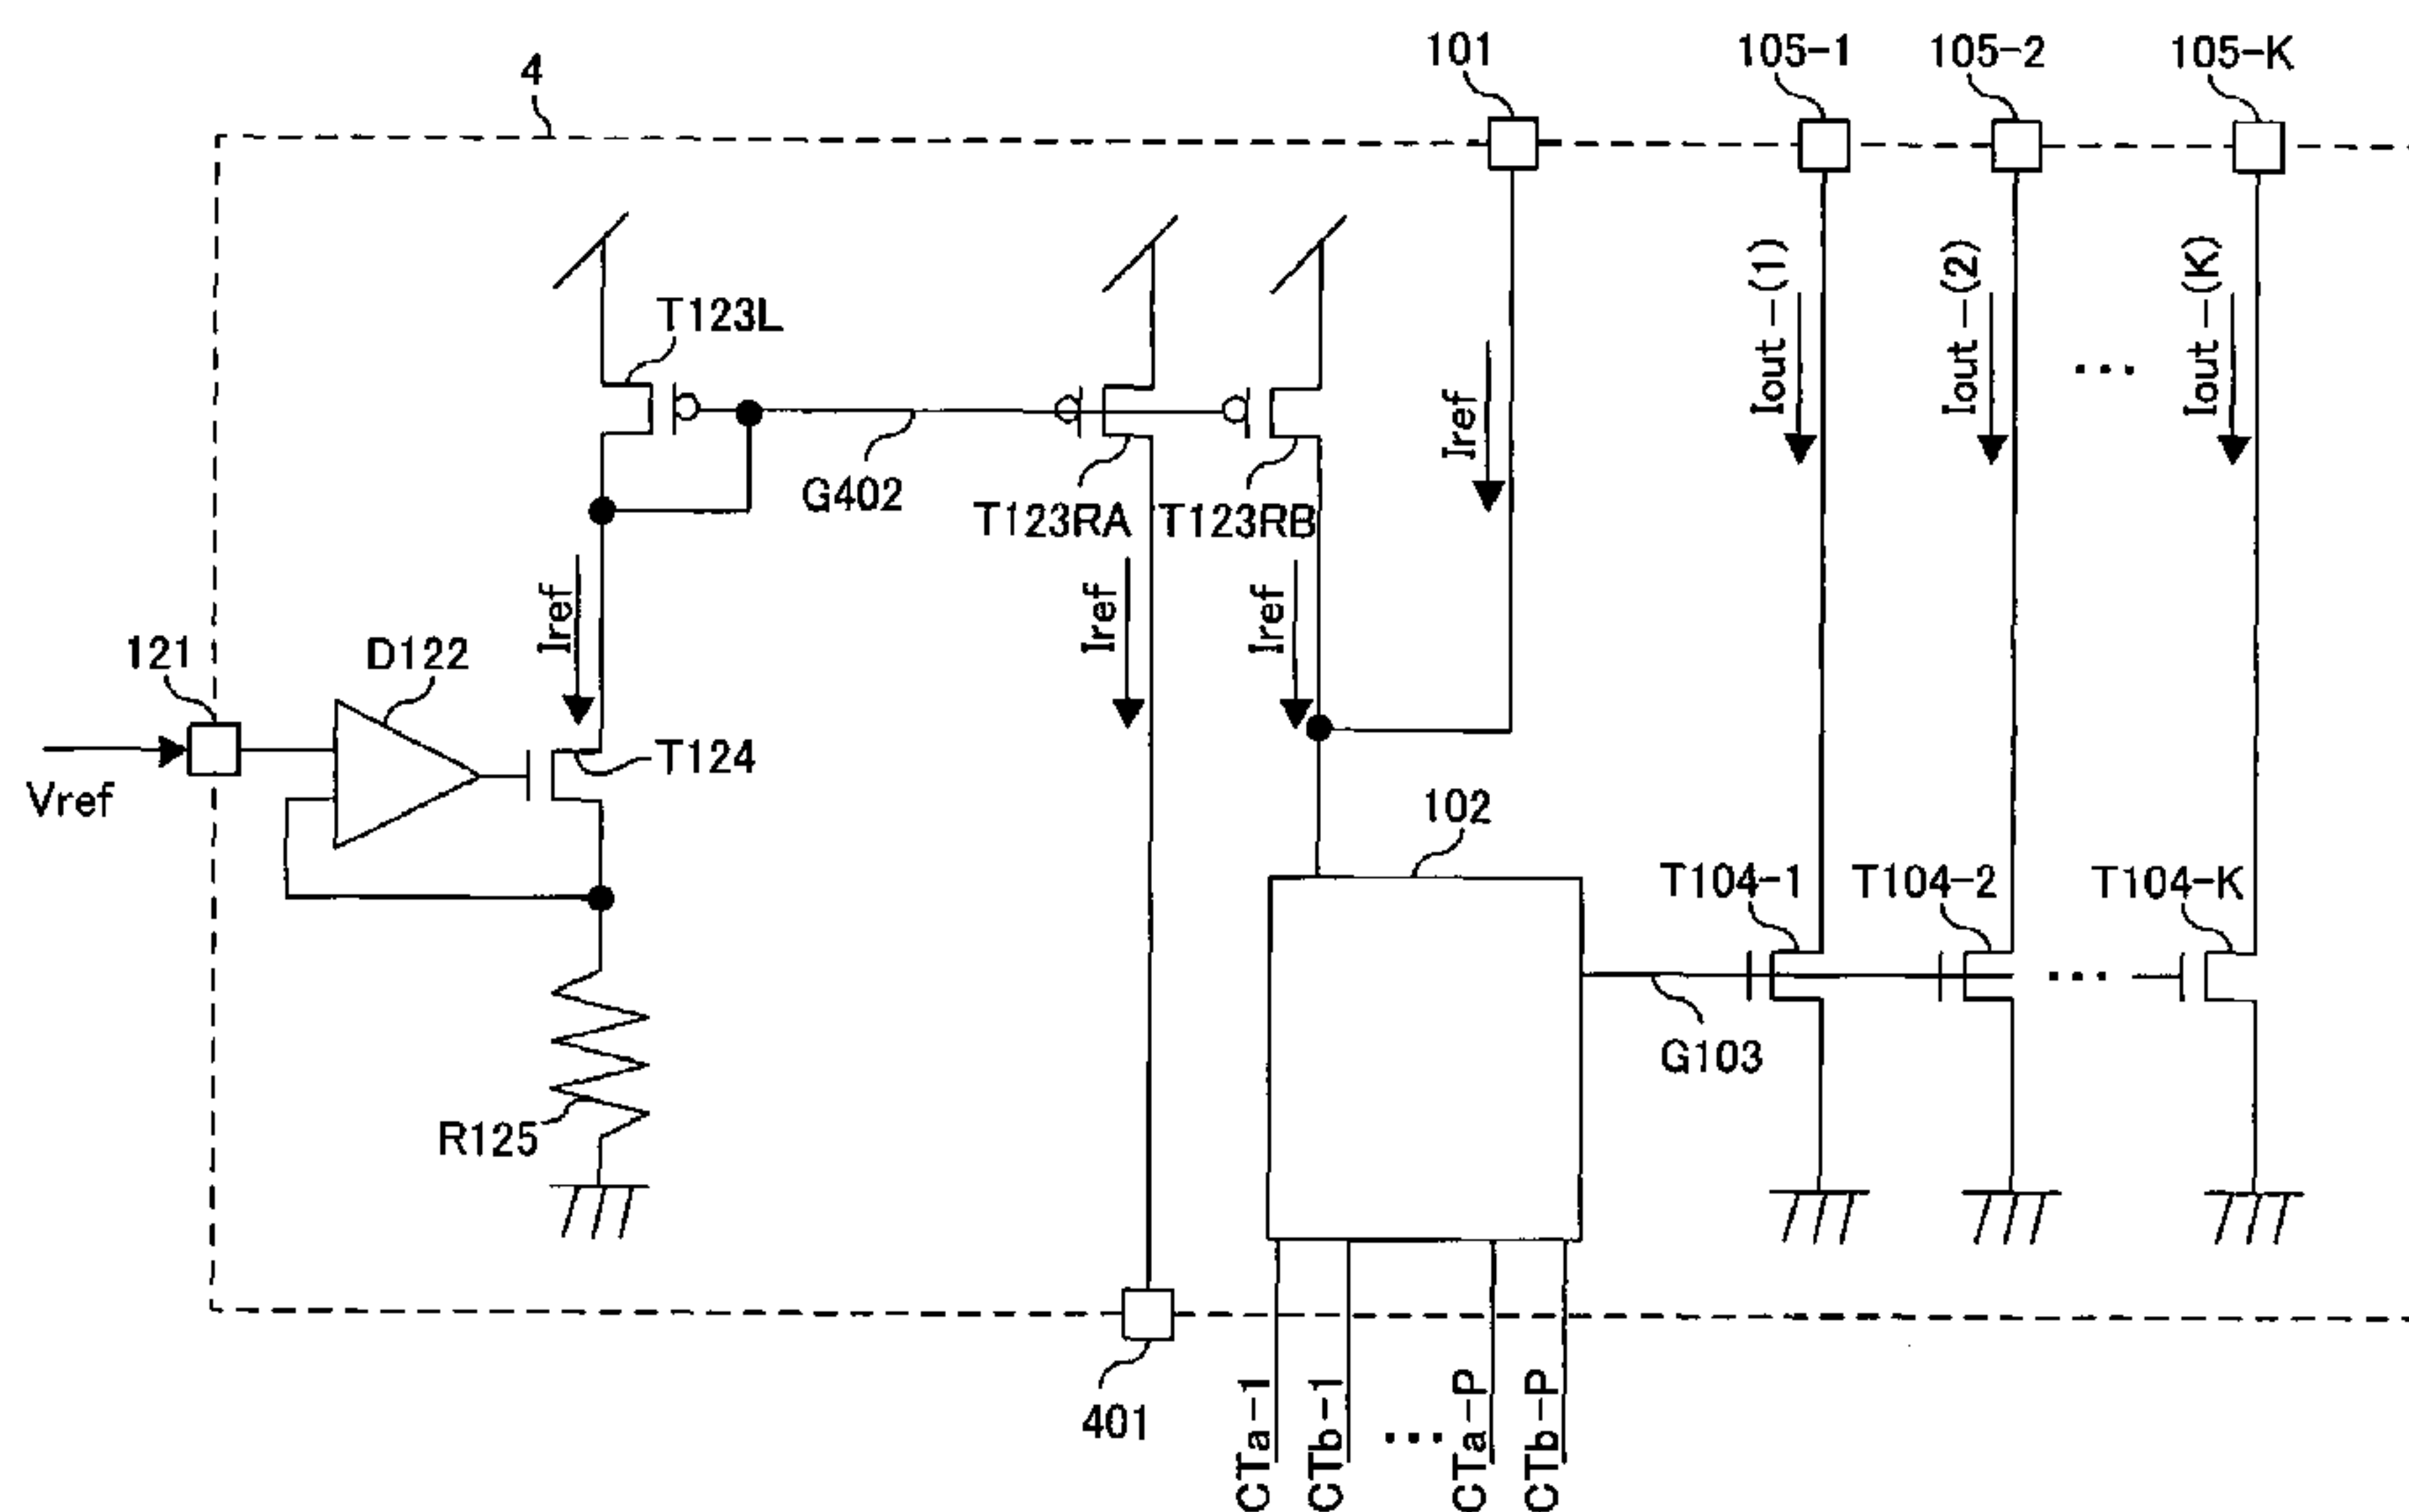 4
101
105-1
105-2
105-K
T123L
G402
T123RA
T123RB
Iref
Iout-(1)
Iout-(2)
...
Iout-(K)
121
D122
Iref
Iref
Iref
Vref
T124
102
T104-1
T104-2
T104-K
...
G103
R125
401
CTa-1
CTb-1
...
CTa-P
CTb-P